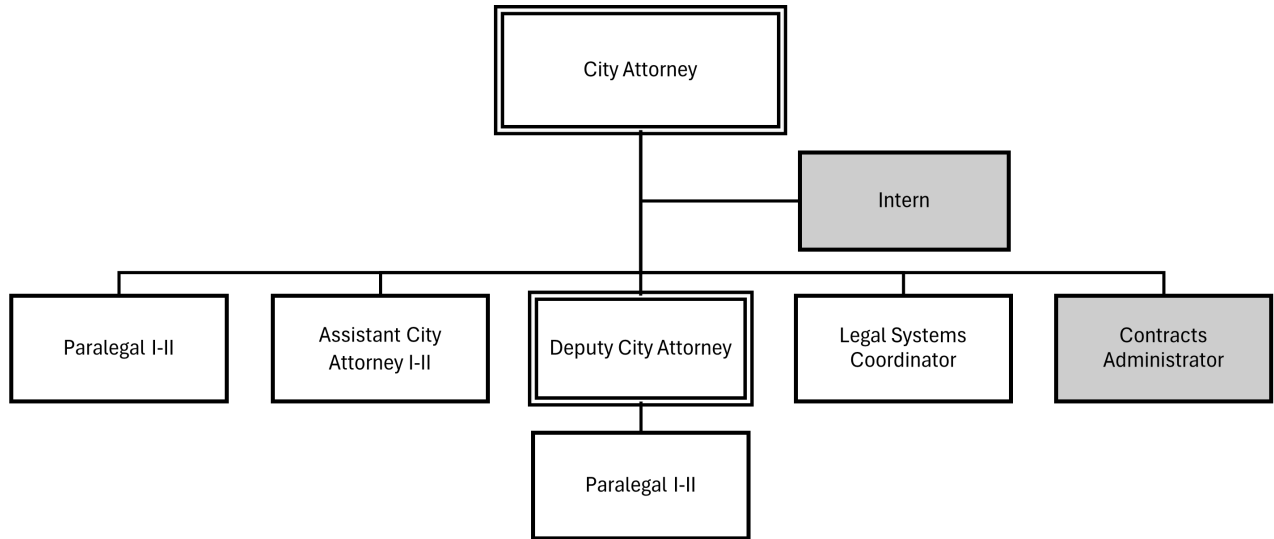 City Attorney
Intern
Paralegal I-II
Assistant City
Attorney I-II
Deputy City Attorney
Legal Systems
Coordinator
Contracts
Administrator
Paralegal I-II